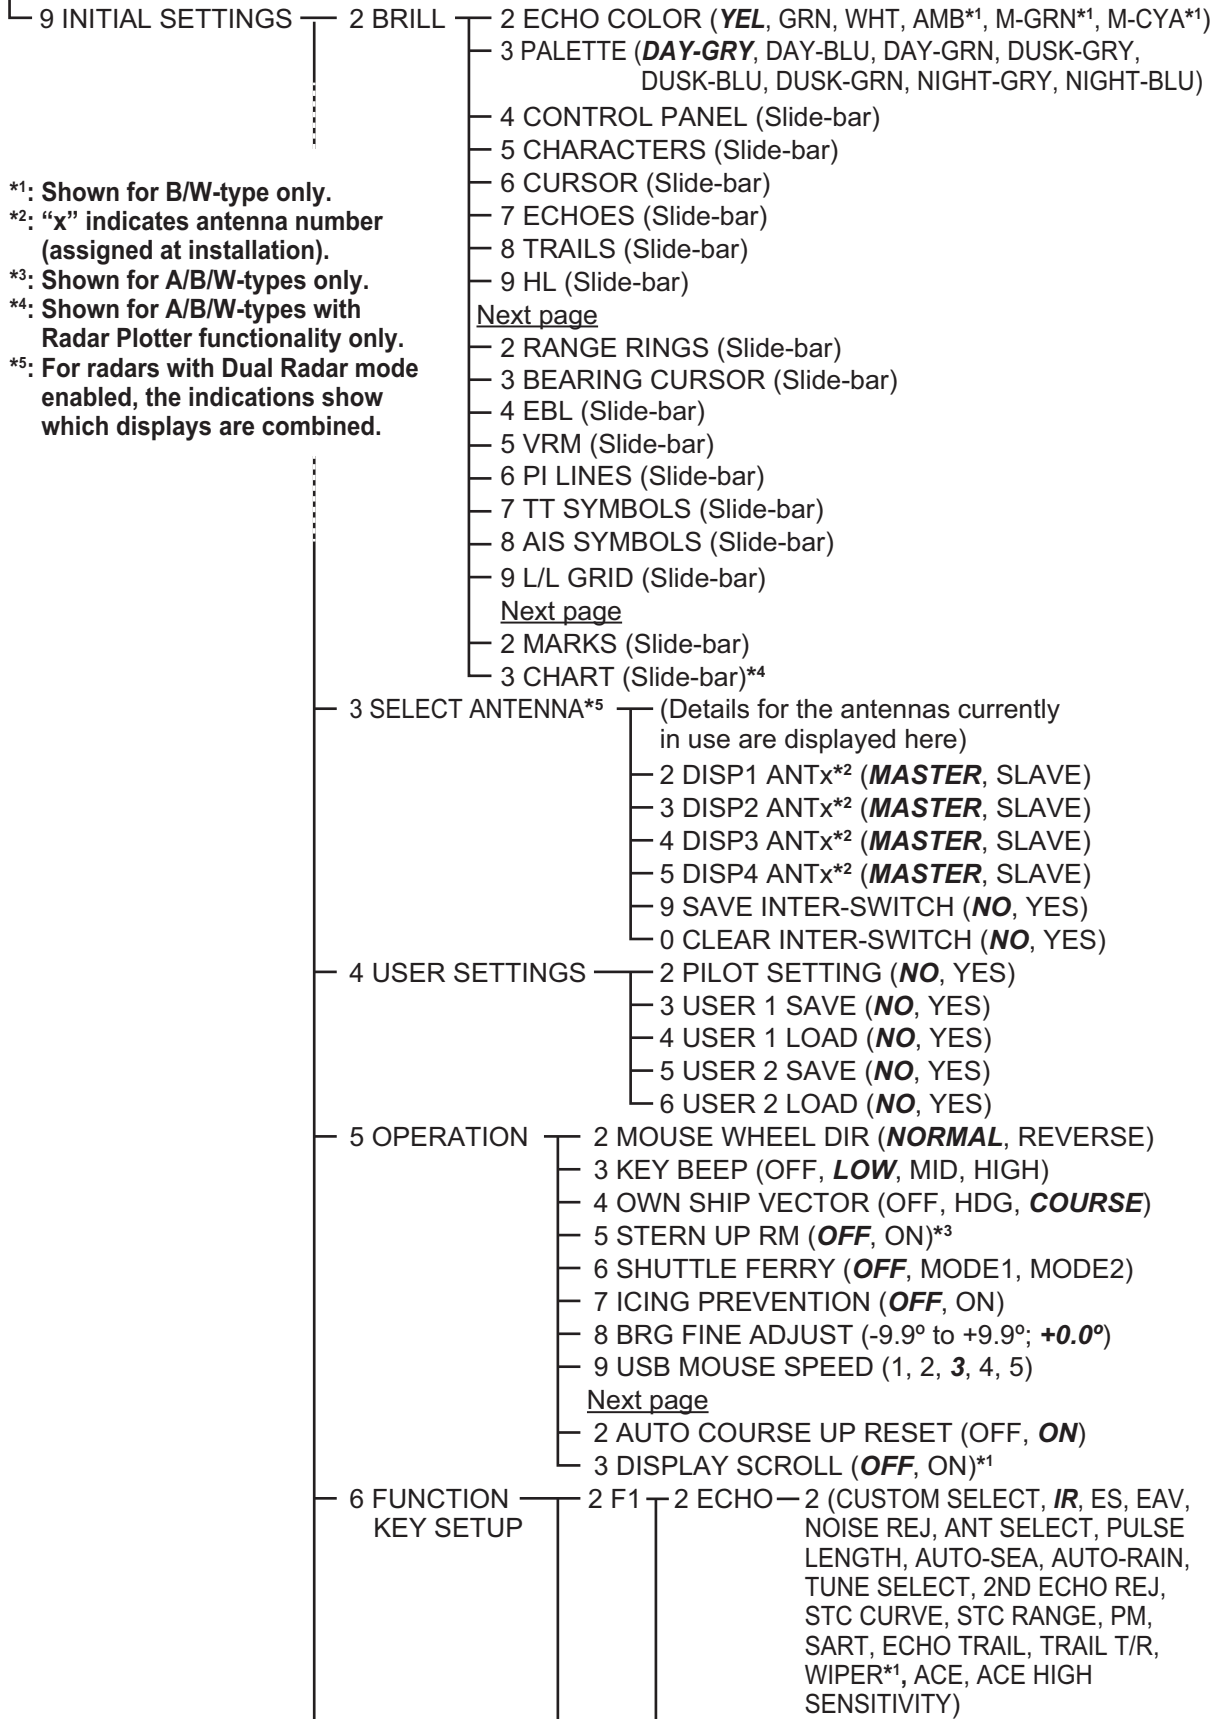 9 INITIAL SETTINGS 2 BRILL 2 ECHO COLOR (YEL, GRN, WHT, AMB*1, M-GRN*1, M-CYA*1)
3 PALETTE (DAY-GRY, DAY-BLU, DAY-GRN, DUSK-GRY,
DUSK-BLU, DUSK-GRN, NIGHT-GRY, NIGHT-BLU)
4 CONTROL PANEL (Slide-bar)
5 CHARACTERS (Slide-bar)
6 CURSOR (Slide-bar)
7 ECHOES (Slide-bar)
8 TRAILS (Slide-bar)
9 HL (Slide-bar)
Next page
2 RANGE RINGS (Slide-bar)
3 BEARING CURSOR (Slide-bar)
4 EBL (Slide-bar)
5 VRM (Slide-bar)
6 PI LINES (Slide-bar)
7 TT SYMBOLS (Slide-bar)
8 AIS SYMBOLS (Slide-bar)
9 L/L GRID (Slide-bar)
Next page
2 MARKS (Slide-bar)
3 CHART (Slide-bar)*4
*1: Shown for B/W-type only.
*2: “x” indicates antenna number
(assigned at installation).
*3: Shown for A/B/W-types only.
*4: Shown for A/B/W-types with
Radar Plotter functionality only.
*5: For radars with Dual Radar mode
enabled, the indications show
which displays are combined.
3 SELECT ANTENNA*5 (Details for the antennas currently
in use are displayed here)
2 DISP1 ANTx*2 (MASTER, SLAVE)
3 DISP2 ANTx*2 (MASTER, SLAVE)
4 DISP3 ANTx*2 (MASTER, SLAVE)
5 DISP4 ANTx*2 (MASTER, SLAVE)
9 SAVE INTER-SWITCH (NO, YES)
0 CLEAR INTER-SWITCH (NO, YES)
4 USER SETTINGS 2 PILOT SETTING (NO, YES)
3 USER 1 SAVE (NO, YES)
4 USER 1 LOAD (NO, YES)
5 USER 2 SAVE (NO, YES)
6 USER 2 LOAD (NO, YES)
5 OPERATION 2 MOUSE WHEEL DIR (NORMAL, REVERSE)
3 KEY BEEP (OFF, LOW, MID, HIGH)
4 OWN SHIP VECTOR (OFF, HDG, COURSE)
5 STERN UP RM (OFF, ON)*3
6 SHUTTLE FERRY (OFF, MODE1, MODE2)
7 ICING PREVENTION (OFF, ON)
8 BRG FINE ADJUST (-9.9º to +9.9º; +0.0º)
9 USB MOUSE SPEED (1, 2, 3, 4, 5)
Next page
2 AUTO COURSE UP RESET (OFF, ON)
3 DISPLAY SCROLL (OFF, ON)*1
6 FUNCTION 2 F1 2 ECHO 2 (CUSTOM SELECT, IR, ES, EAV,
KEY SETUP NOISE REJ, ANT SELECT, PULSE
LENGTH, AUTO-SEA, AUTO-RAIN,
TUNE SELECT, 2ND ECHO REJ,
STC CURVE, STC RANGE, PM,
SART, ECHO TRAIL, TRAIL T/R,
WIPER*1, ACE, ACE HIGH
SENSITIVITY)